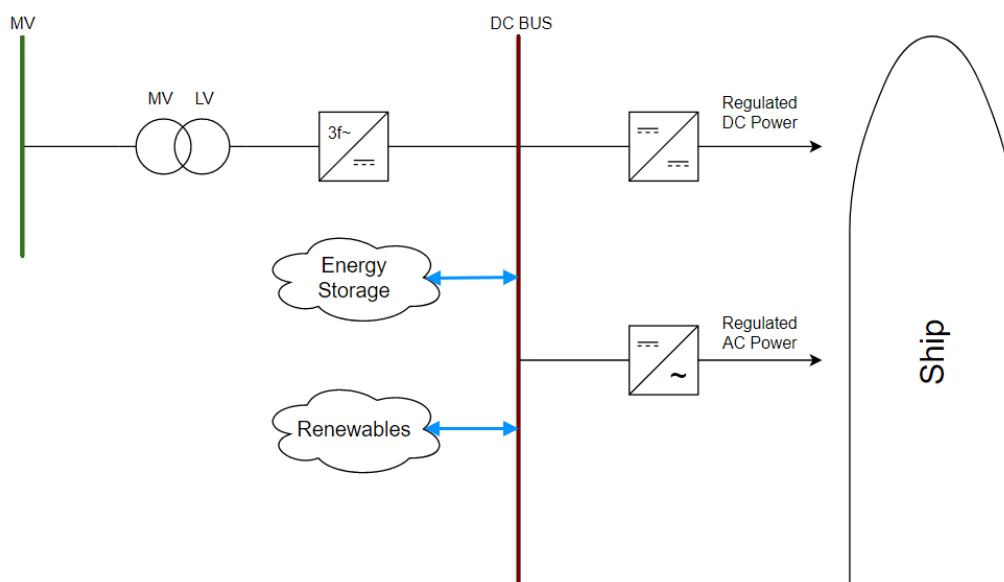 MV
DC BUS
MV
LV
3f~
Regulated
DC Power
Energy
Storage
Regulated
AC Power
~
Renewables
Ship